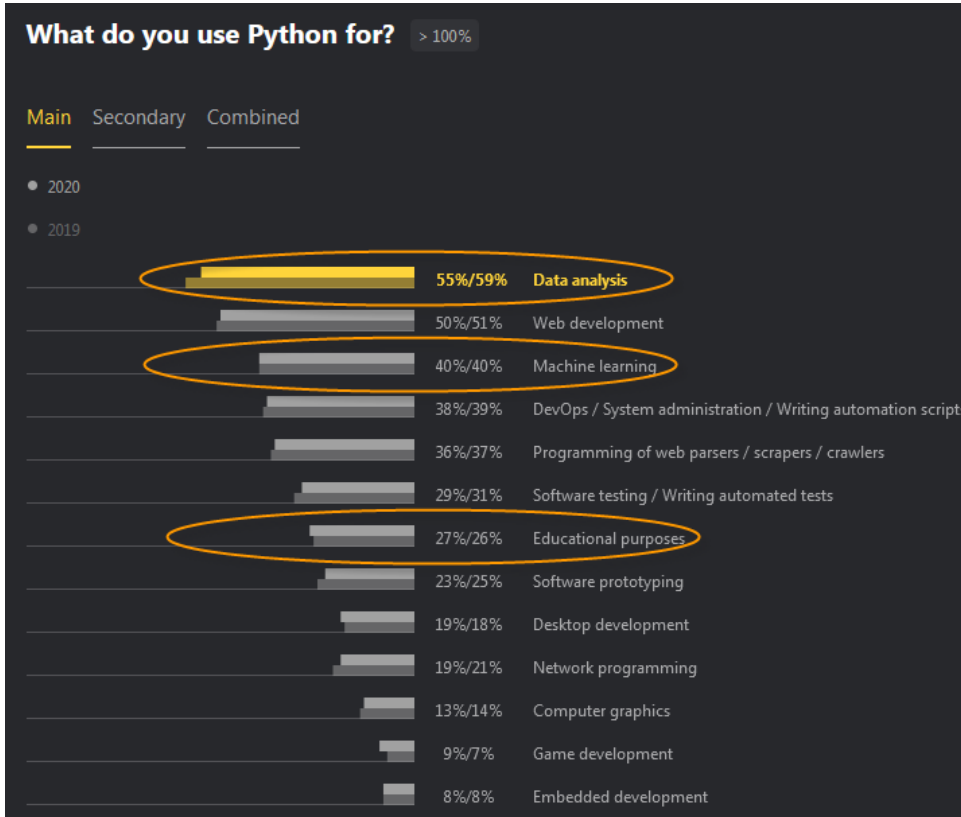 What do you use Python for? > 100%
Main Secondary Combined
2020
2019
55%/59% Data analysis
50%/51% Web development
40%/40% Machine learning
38%/39% DevOps / System administration / Writing automation script
36%/37% Programming of web parsers / scrapers / crawlers
29%/31% Software testing / Writing automated tests
27%/26% Educational purposes
23%/25% Software prototyping
19%/18% Desktop development
19%/21% Network programming
13%/14% Computer graphics
9%/7% Game development
8%/8% Embedded development